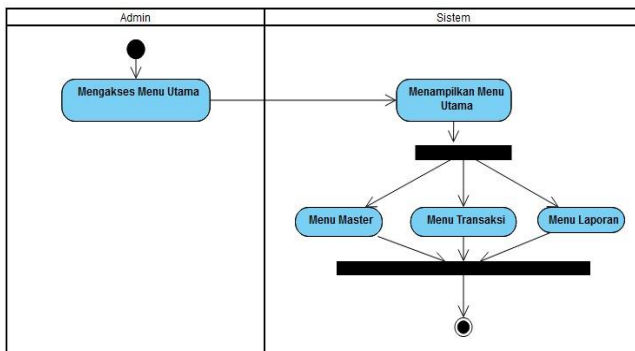 Admin
Sistem
Mengakses Menu Utama
Menampilkan Menu
Utama
Menu Master
Menu Transaksi
Menu Laporan